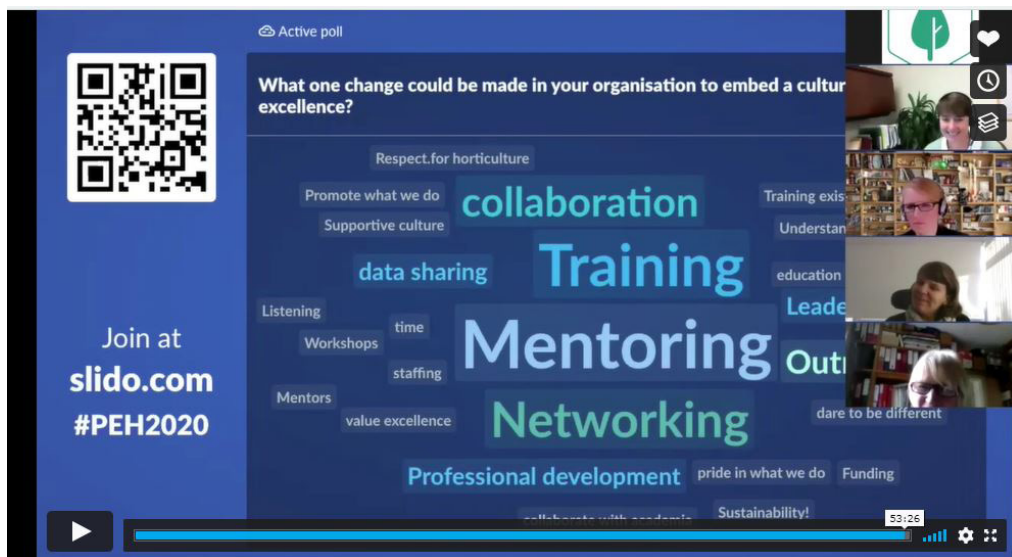 Active poll
What one change could be made in your organisation to embed a cultur
excellence?
Respect.for horticulture
Promote what we do
collaboration
Training exis
Supportive culture
Understan
data sharing
Training
education
Listening
Leade
time
Workshops
Mentoring
Outr
staffing
Mentors
value excellence
Networking
dare to be different
Professional development
pride in what we do
Funding
collaborate with academia
Sustainability!
Join at
slido.com
#PEH2020
53:26